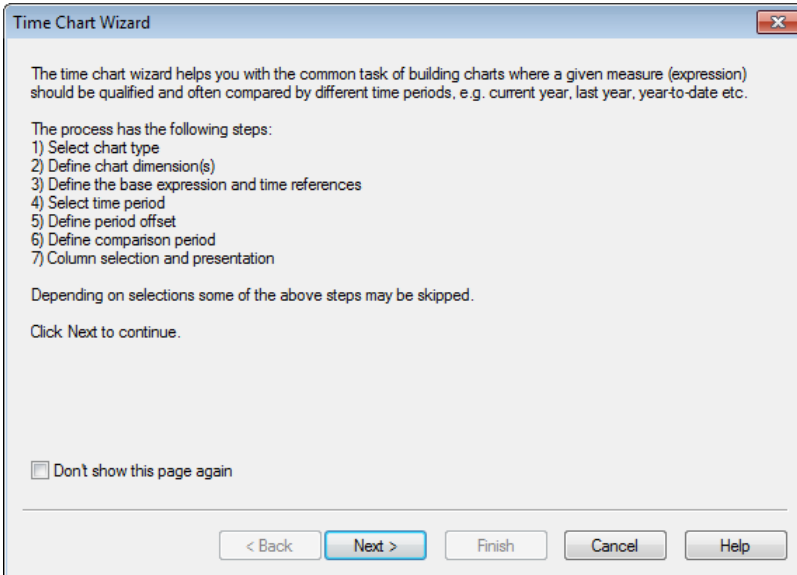 Time Chart Wizard
The time chart wizard helps you with the common task of building charts where a given measure (expression)
should be qualified and often compared by different time periods, e.g. current year, last year, year-to-date etc.
The process has the following steps:
1) Select chart type
2) Define chart dimension(s)
3) Define the base expression and time references
4) Select time period
5) Define period offset
6) Define comparison period
7) Column selection and presentation
Depending on selections some of the above steps may be skipped.
Click Next to continue.
Don't show this page again
< Back Next > Finish Cancel Help